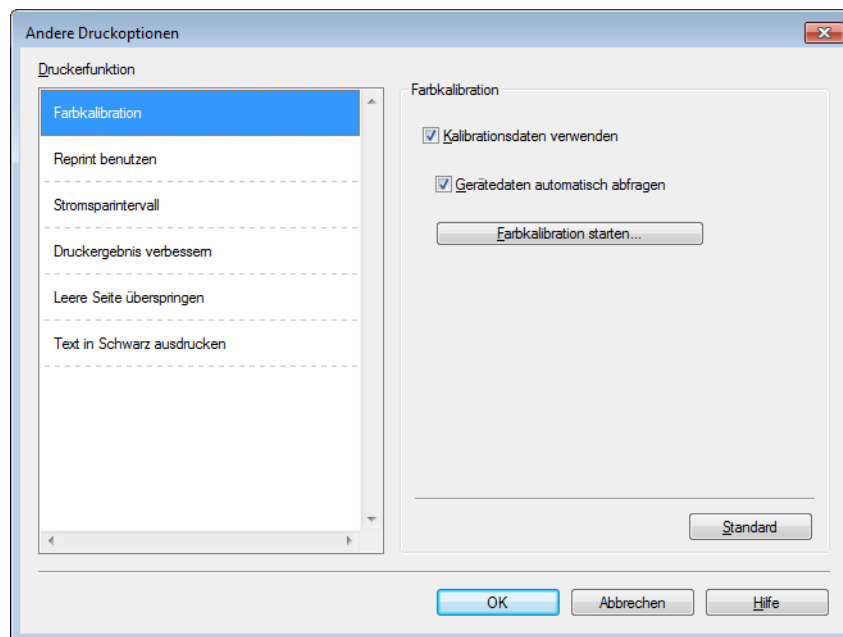 Andere Druckoptionen
Druckerfunktion
Farbkalibration
Reprint benutzen
Stromsparintervall
Druckergebnis verbessern
Leere Seite überspringen
Text in Schwarz ausdrucken
Farbkalibration
Kalibrationsdaten verwenden
Gerätedaten automatisch abfragen
Farbkalibration starten...
Standard
OK Abbrechen Hilfe